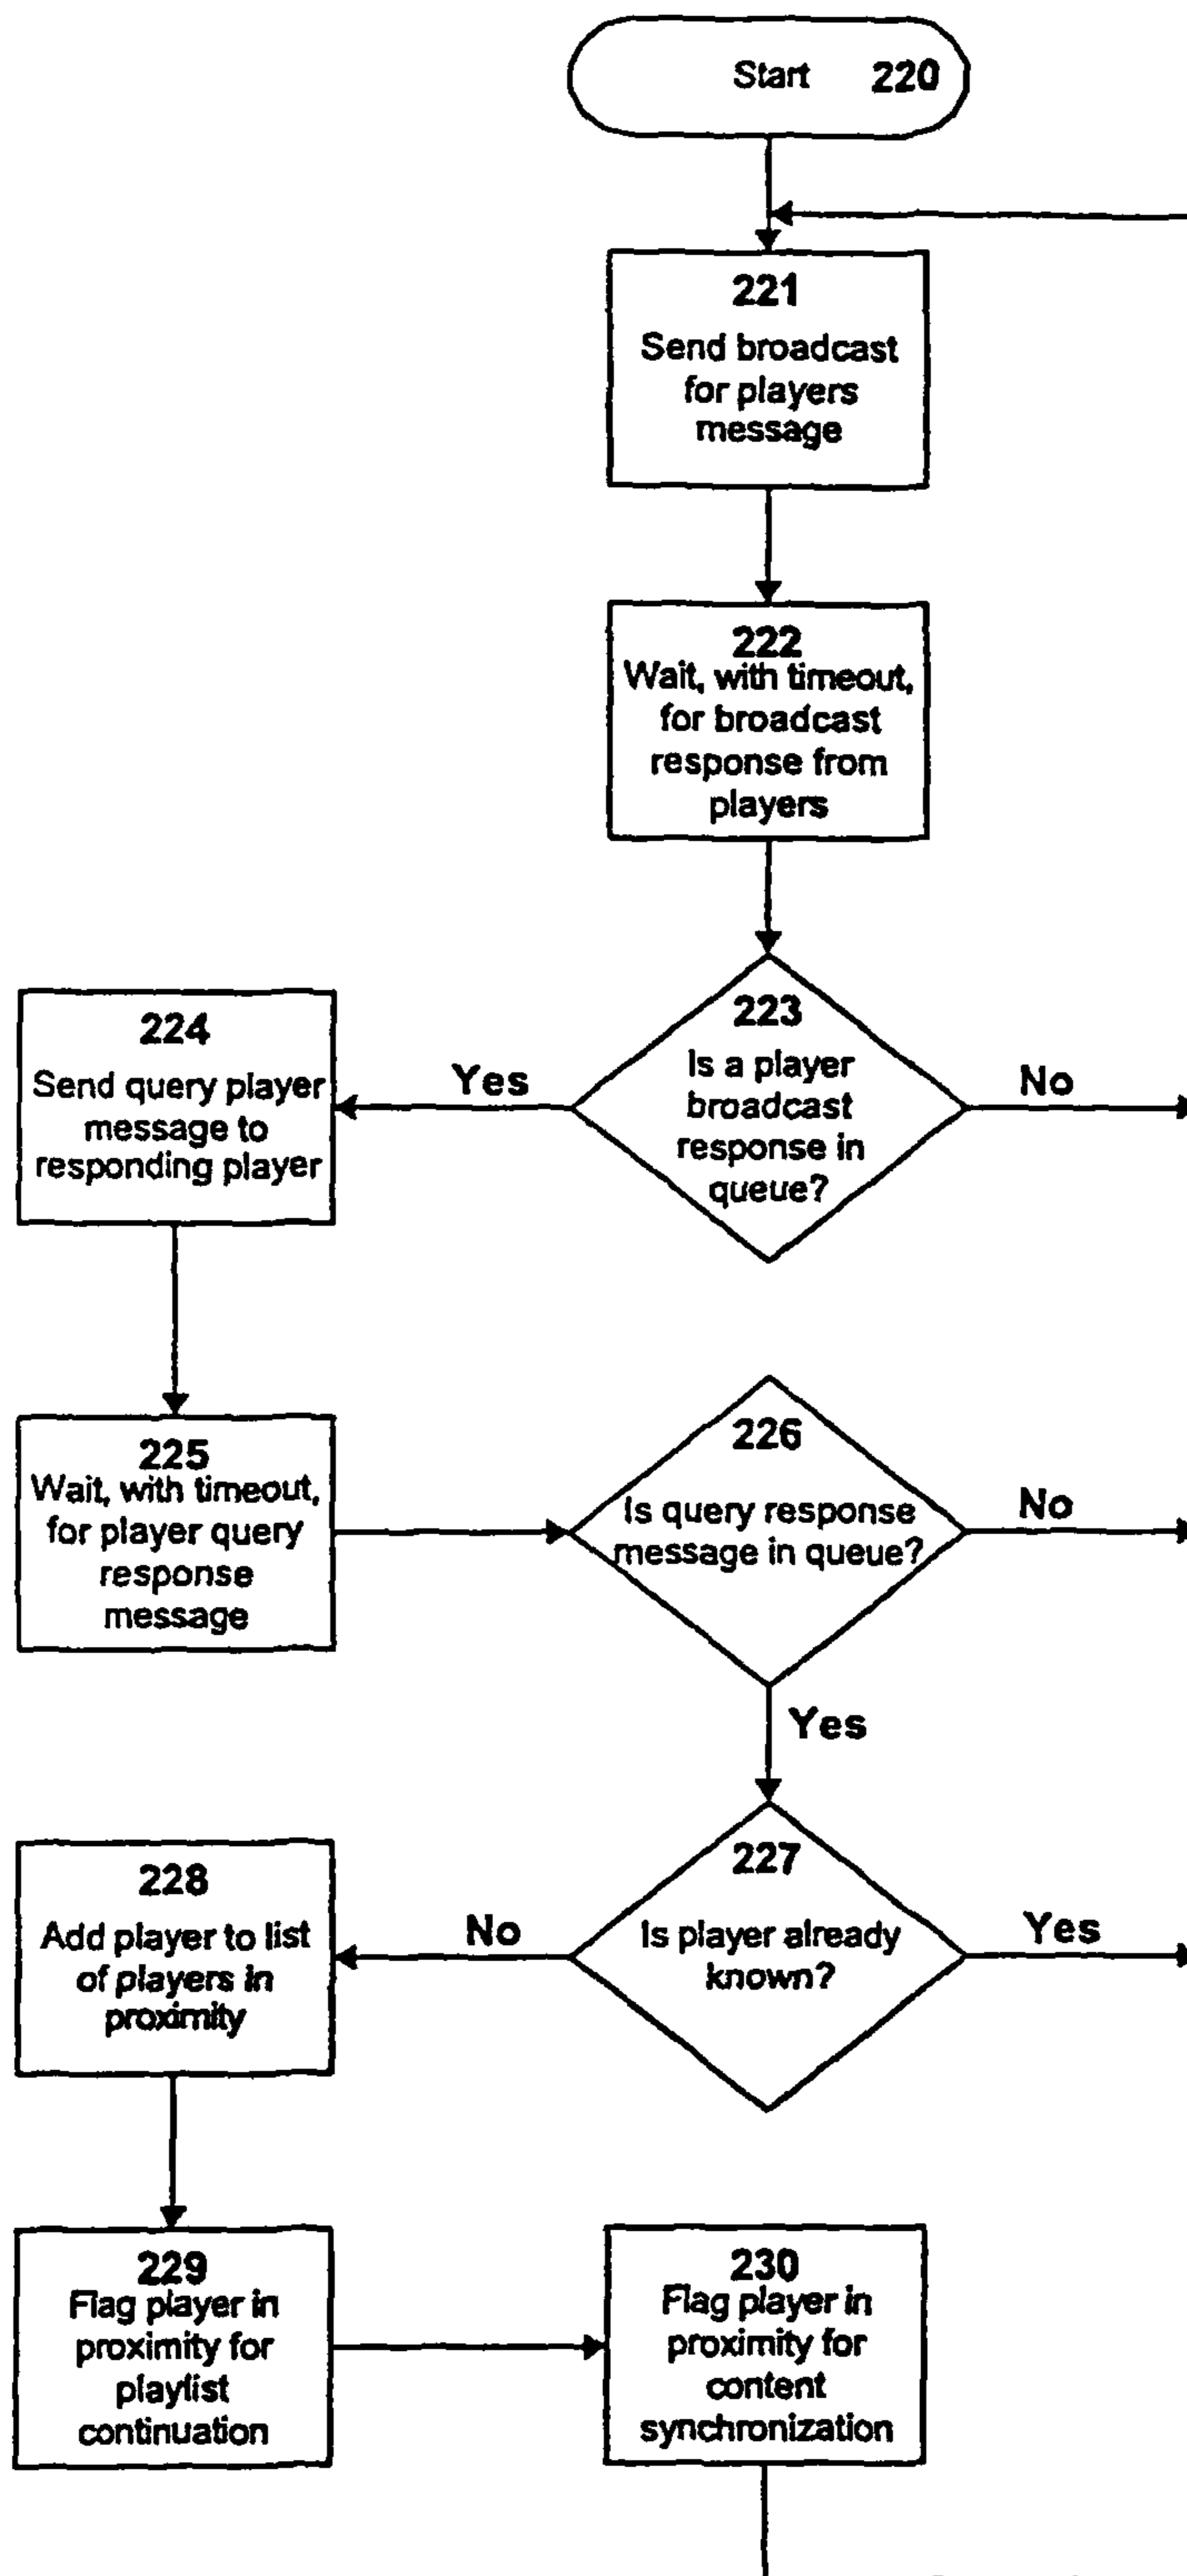 Start 220
221
Send broadcast
for players
message
222
Wait, with timeout,
for broadcast
response from
players
223
Is a player
broadcast
response in
queue?
Yes
No
224
Send query player
message to
responding player
225
Wait, with timeout,
for player query
response
message
226
Is query response
message in queue?
No
Yes
227
Is player already
known?
No
Yes
228
Add player to list
of players in
proximity
229
Flag player in
proximity for
playlist
continuation
230
Flag player in
proximity for
content
synchronization